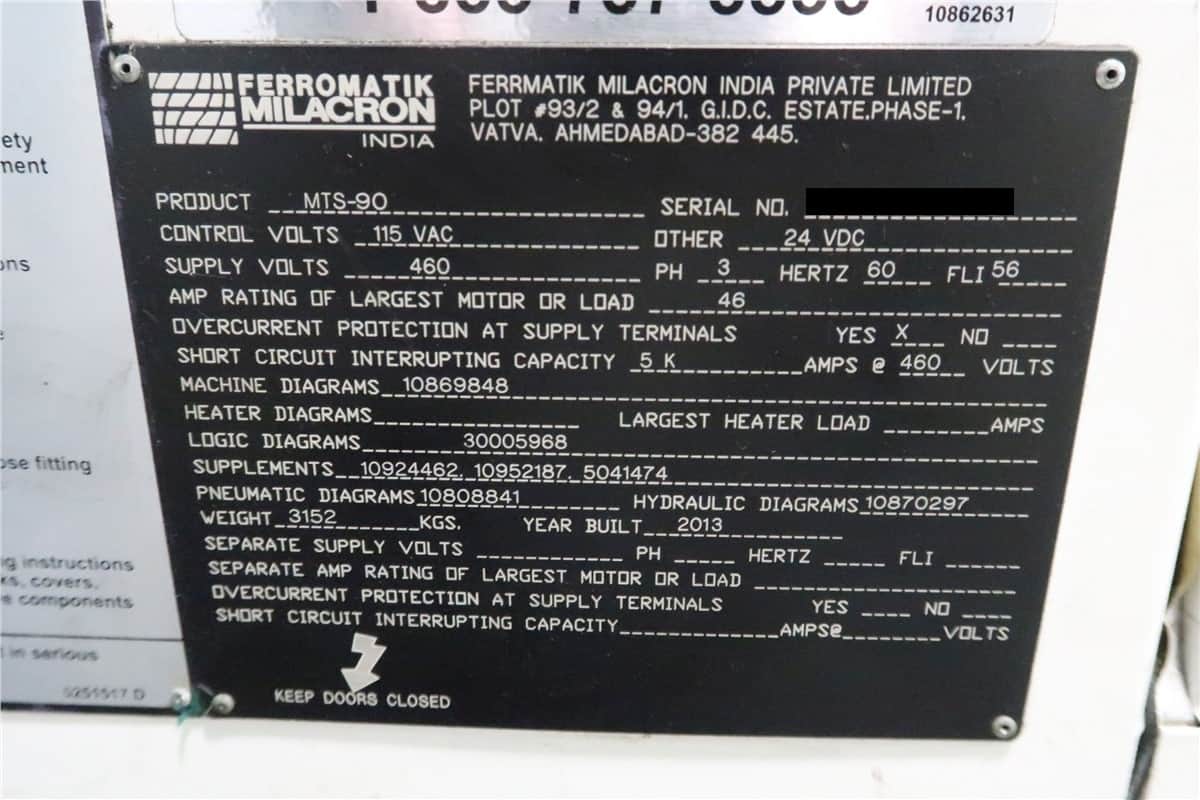 10862631
FERROMATIK
MILACRON
INDIA
FERRMATIK MILACRON INDIA PRIVATE LIMITED
PLOT #93/2 & 94/1. G.I.D.C. ESTATE.PHASE-1.
VATVA. AHMEDABAD-382 445.
PRODUCT MTS-90 SERIAL NO.
CONTROL VOLTS 115 VAC OTHER 24 VDC
SUPPLY VOLTS 460 PH 3 HERTZ 60 FLI 56
AMP RATING OF LARGEST MOTOR OR LOAD 46
OVERCURRENT PROTECTION AT SUPPLY TERMINALS YES X NO
SHORT CIRCUIT INTERRUPTING CAPACITY 5 K AMPS @ 460 VOLTS
MACHINE DIAGRAMS 10869848
HEATER DIAGRAMS LARGEST HEATER LOAD AMPS
LOGIC DIAGRAMS 30005968
SUPPLEMENTS 10924462. 10952187. 5041474
PNEUMATIC DIAGRAMS 10808841 HYDRAULIC DIAGRAMS 10870297
WEIGHT 3152 KGS. YEAR BUILT 2013
SEPARATE SUPPLY VOLTS PH HERTZ FLI
SEPARATE AMP RATING OF LARGEST MOTOR OR LOAD
OVERCURRENT PROTECTION AT SUPPLY TERMINALS YES NO
SHORT CIRCUIT INTERRUPTING CAPACITY AMPS@ VOLTS
KEEP DOORS CLOSED
ety
ment
ons
ose fitting
ng instructions
ks, covers,
e components
in serious